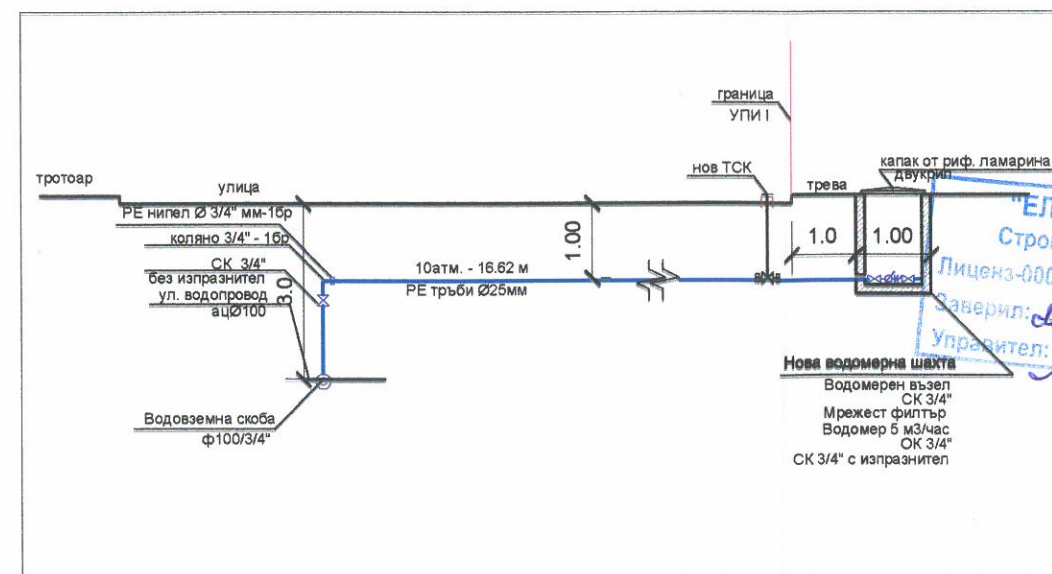 граница
УПИ I
тротоар
улица
нов ТСК
трева
капак от риф. ламарина
двукрил
PE нипел Ø 3/4" мм-1бр
коляно 3/4" - 1бр
СК 3/4"
без изпразнител
ул. водопровод
ацØ100
3.0
10атм. - 16.62 м
PE тръби Ø25мм
1.00
1.0
1.00
Стро
Лиценз-000
Заверил:
Управител:
Водовземна скоба
ф100/3/4"
Нова водомерна шахта
Водомерен възел
СК 3/4"
Мрежест филтър
Водомер 5 м3/час
ОК 3/4"
СК 3/4" с изпразнител